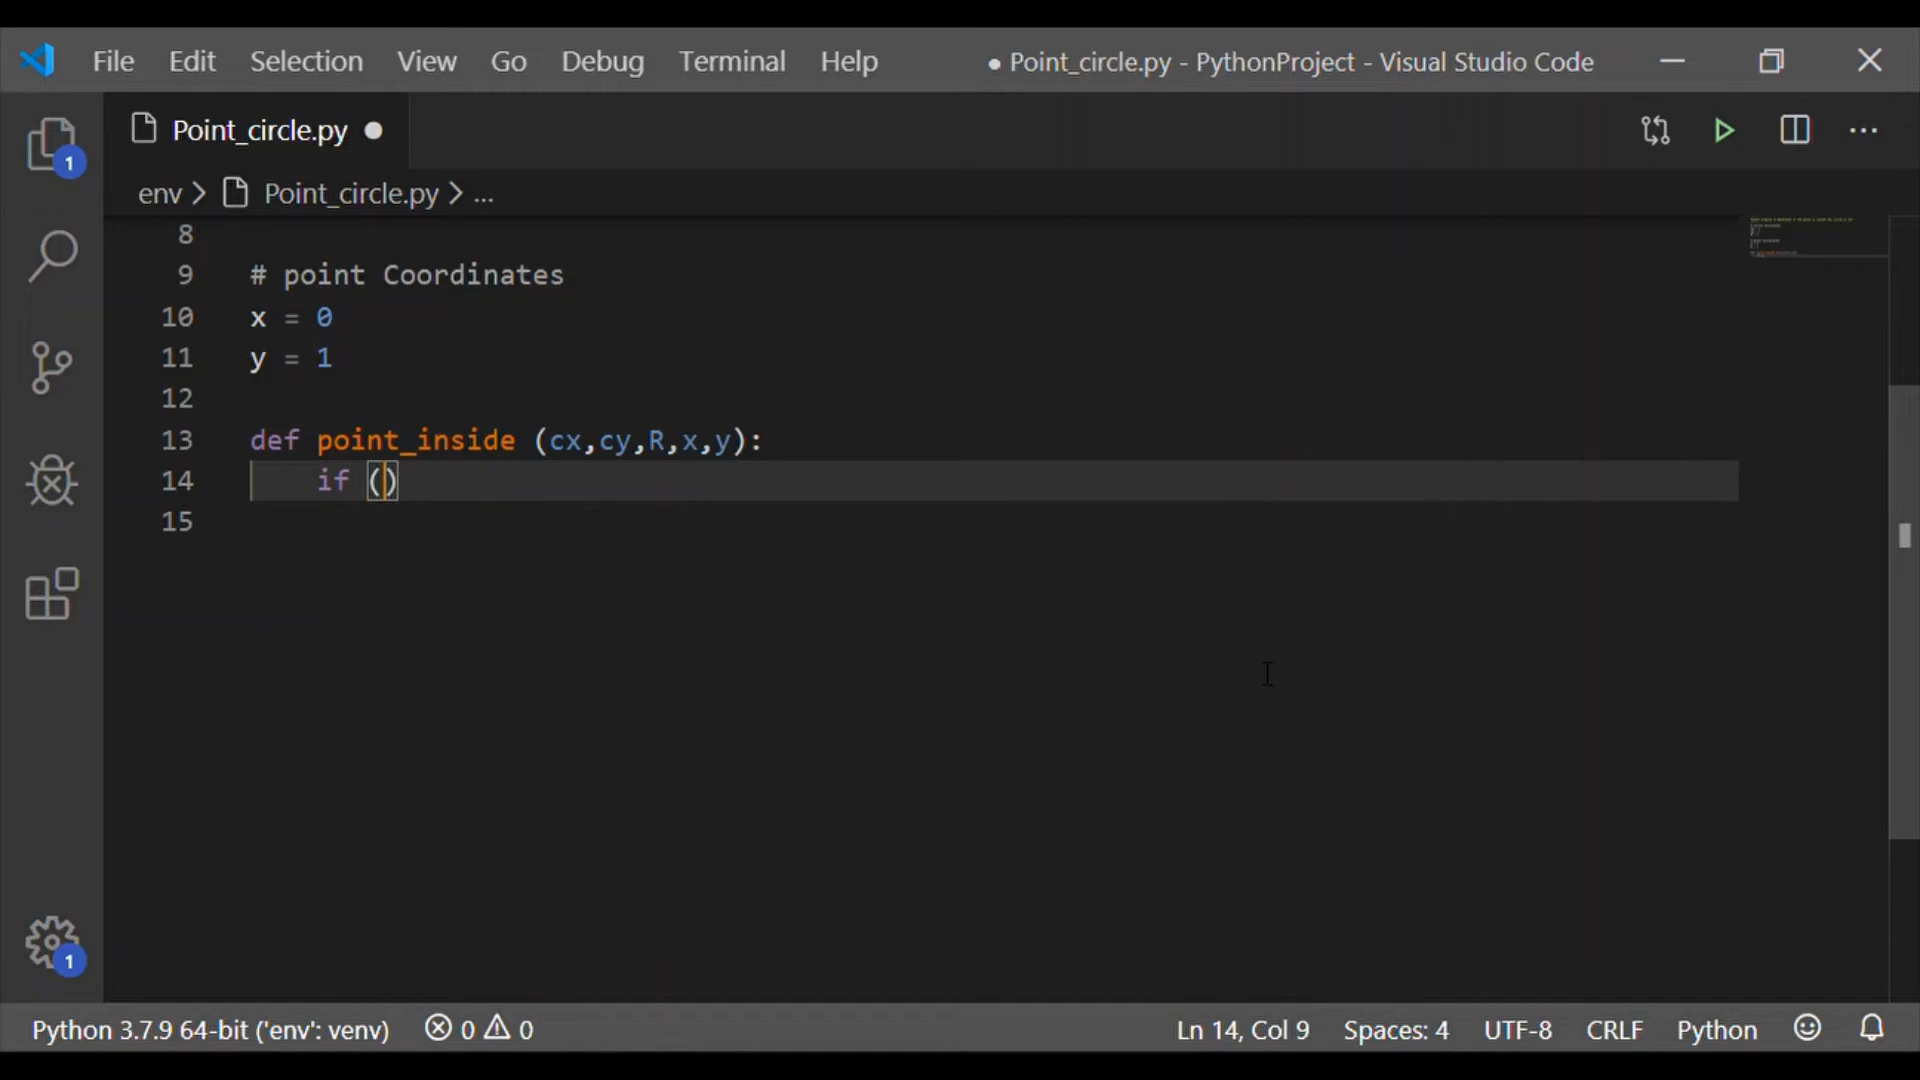 File Edit Selection View Go Debug Terminal Help ● Point_circle.py - PythonProject - Visual Studio Code
Point_circle.py ●
1
env > Point_circle.py > ...
8
9 # point Coordinates
10 x = 0
11 y = 1
12
13 def point_inside (cx,cy,R,x,y):
14 if ()
15
1
Python 3.7.9 64-bit ('env': venv) 0 0 Ln 14, Col 9 Spaces: 4 UTF-8 CRLF Python